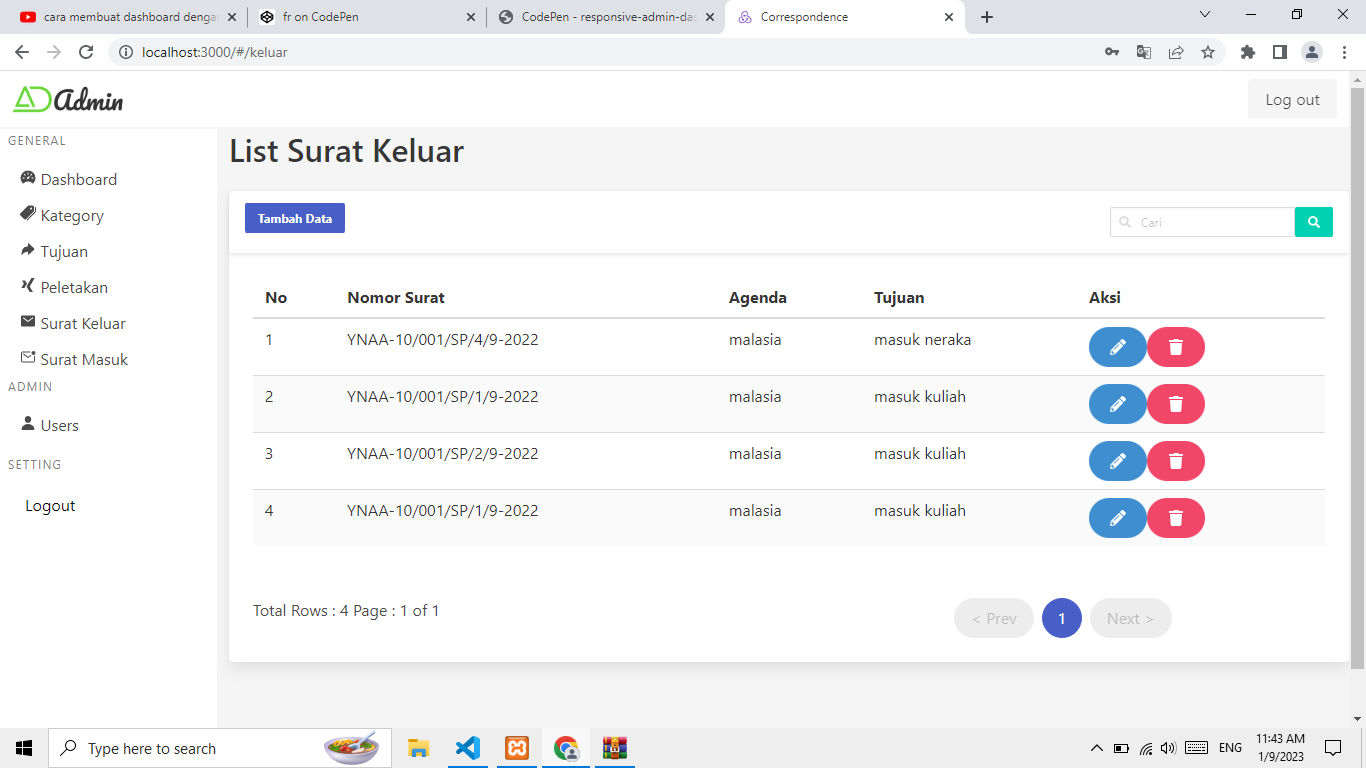 cara membuat dashboard denga
fr on CodePen
CodePen - responsive-admin-das
Correspondence
localhost:3000/#/keluar
AD Admin
Log out
GENERAL
Dashboard
Kategory
Tujuan
Peletakan
Surat Keluar
Surat Masuk
ADMIN
Users
SETTING
Logout
List Surat Keluar
Tambah Data
Cari
No Nomor Surat Agenda Tujuan Aksi
1 YNAA-10/001/SP/4/9-2022 malasia masuk neraka
2 YNAA-10/001/SP/1/9-2022 malasia masuk kuliah
3 YNAA-10/001/SP/2/9-2022 malasia masuk kuliah
4 YNAA-10/001/SP/1/9-2022 malasia masuk kuliah
Total Rows : 4 Page : 1 of 1
< Prev 1 Next >
Type here to search
ENG
11:43 AM
1/9/2023